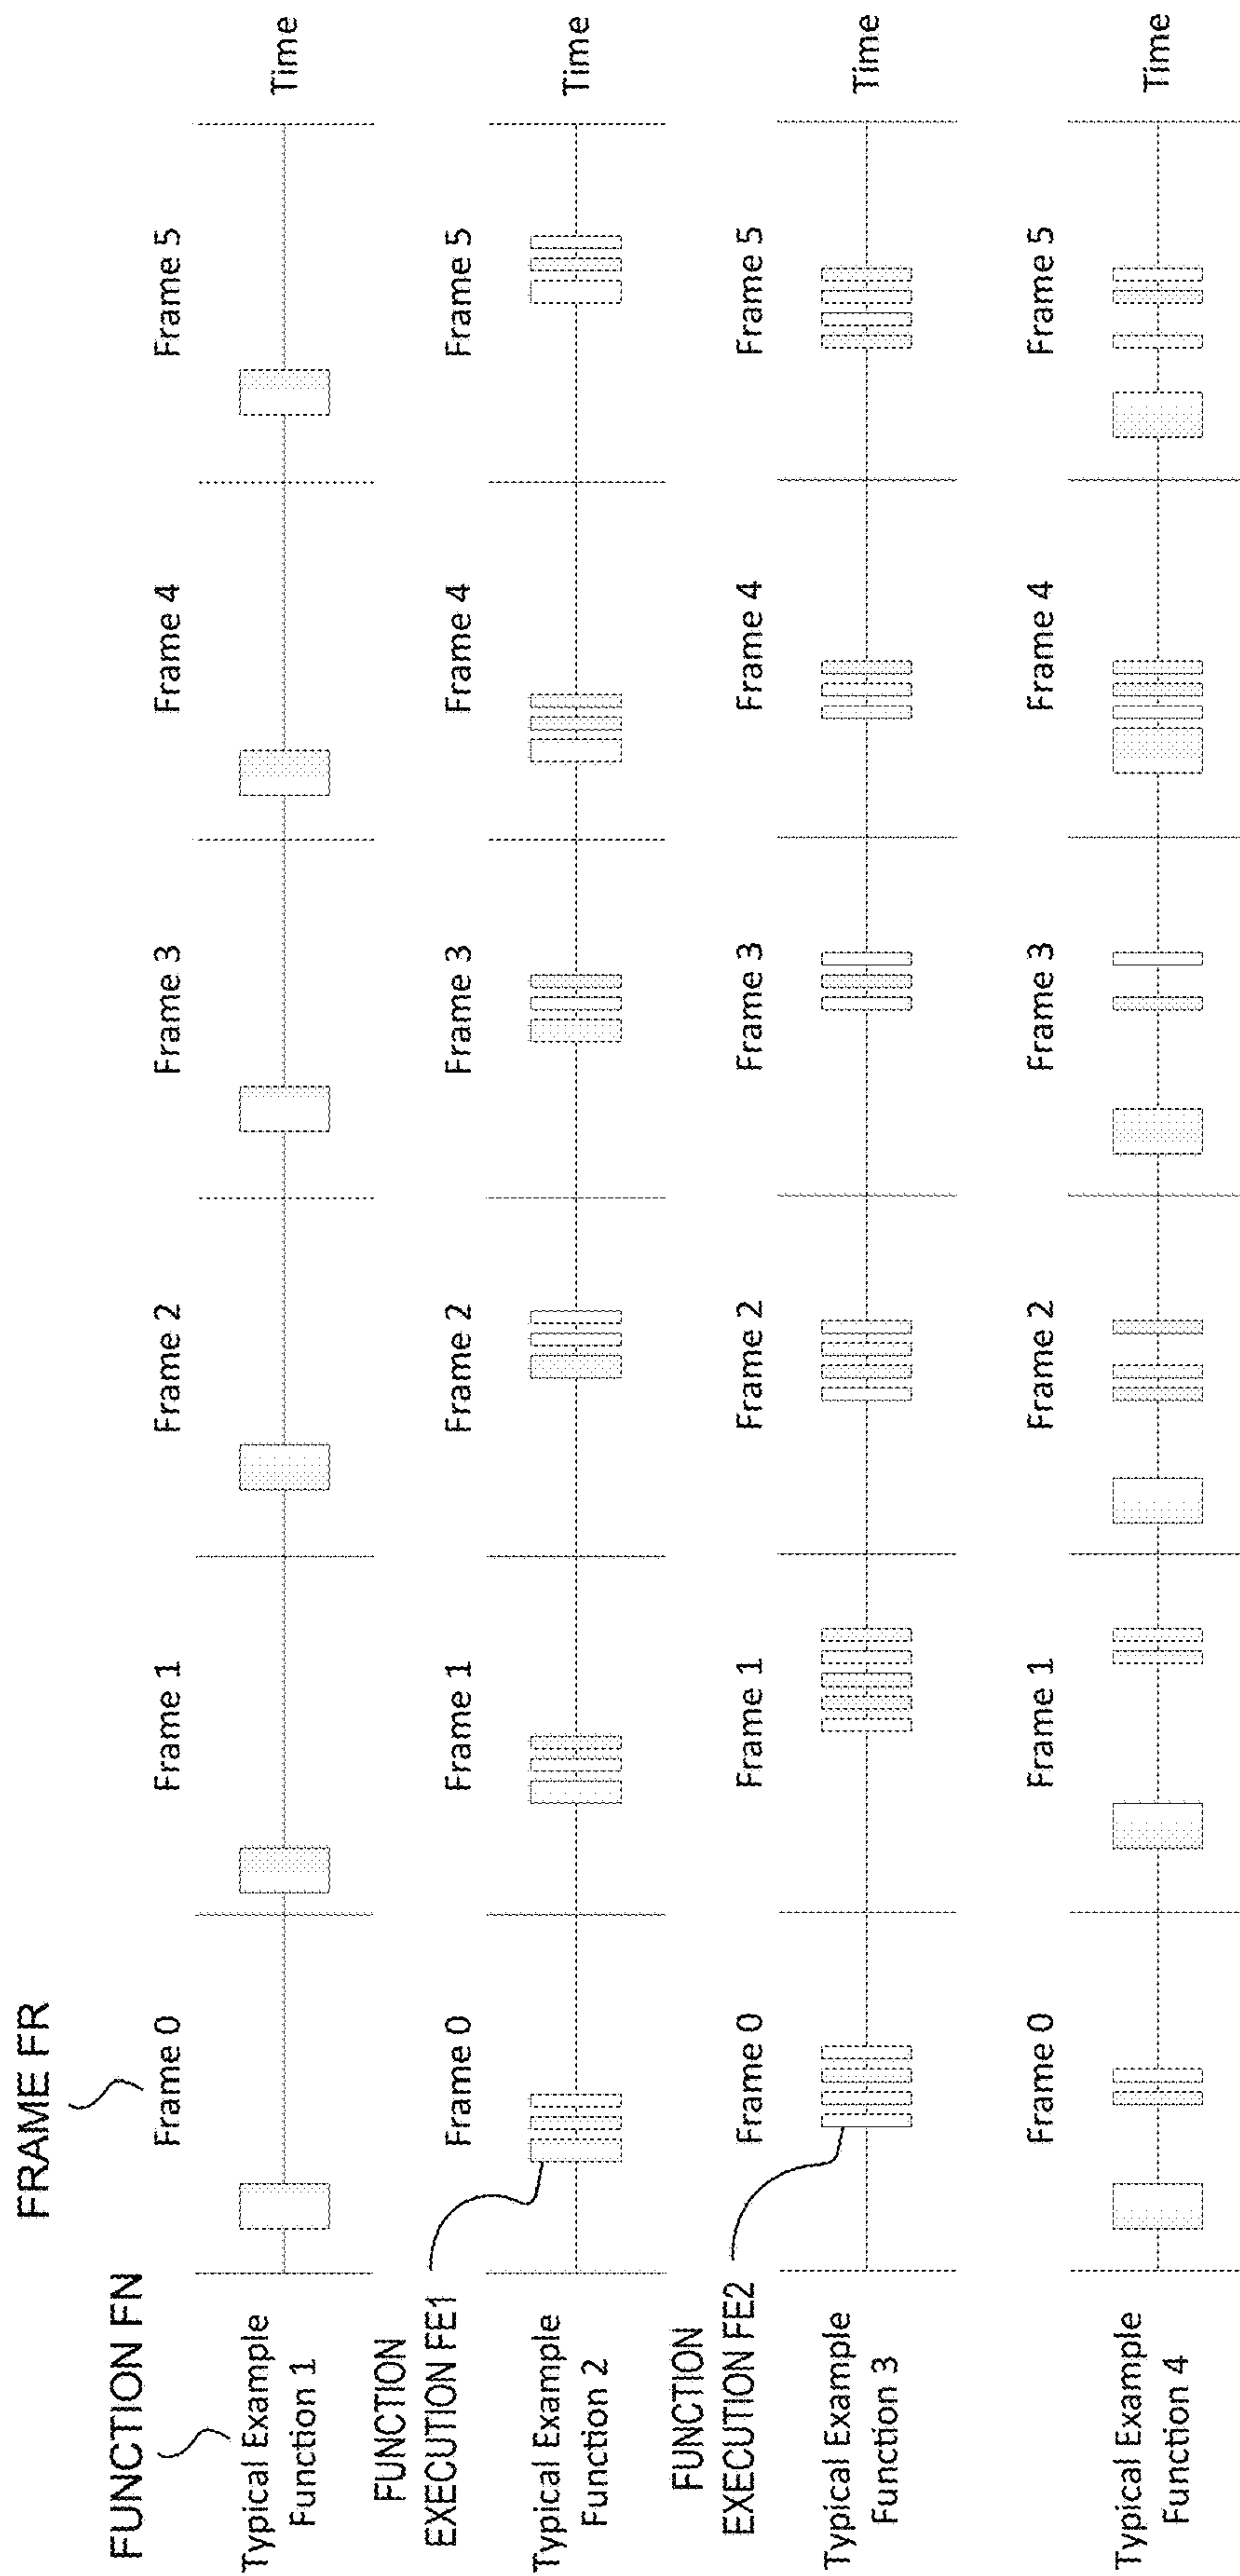 FRAME FR
FUNCTION FN
Frame 0
Frame 1
Frame 2
Frame 3
Frame 4
Frame 5
Typical Example
Function 1
Time
FUNCTION
EXECUTION FE1
Frame 0
Frame 1
Frame 2
Frame 3
Frame 4
Frame 5
Typical Example
Function 2
Time
FUNCTION
EXECUTION FE2
Frame 0
Frame 1
Frame 2
Frame 3
Frame 4
Frame 5
Typical Example
Function 3
Time
Frame 0
Frame 1
Frame 2
Frame 3
Frame 4
Frame 5
Typical Example
Function 4
Time